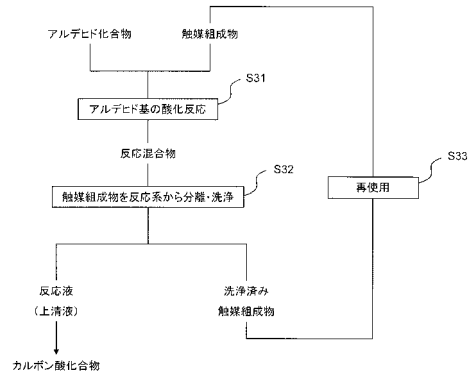 アルデヒド化合物
触媒組成物
S31
アルデヒド基の酸化反応
反応混合物
S32
触媒組成物を反応系から分離・洗浄
S33
再使用
反応液
(上清液)
洗浄済み
触媒組成物
カルボン酸化合物